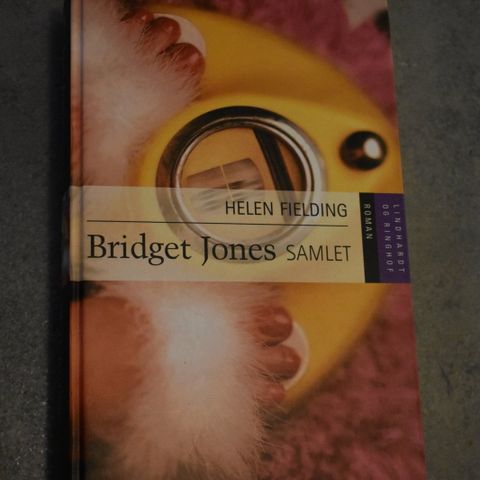 HELEN FIELDING
Bridget Jones SAMLET
ROMAN
LINDHARDT
OG RINGHOF